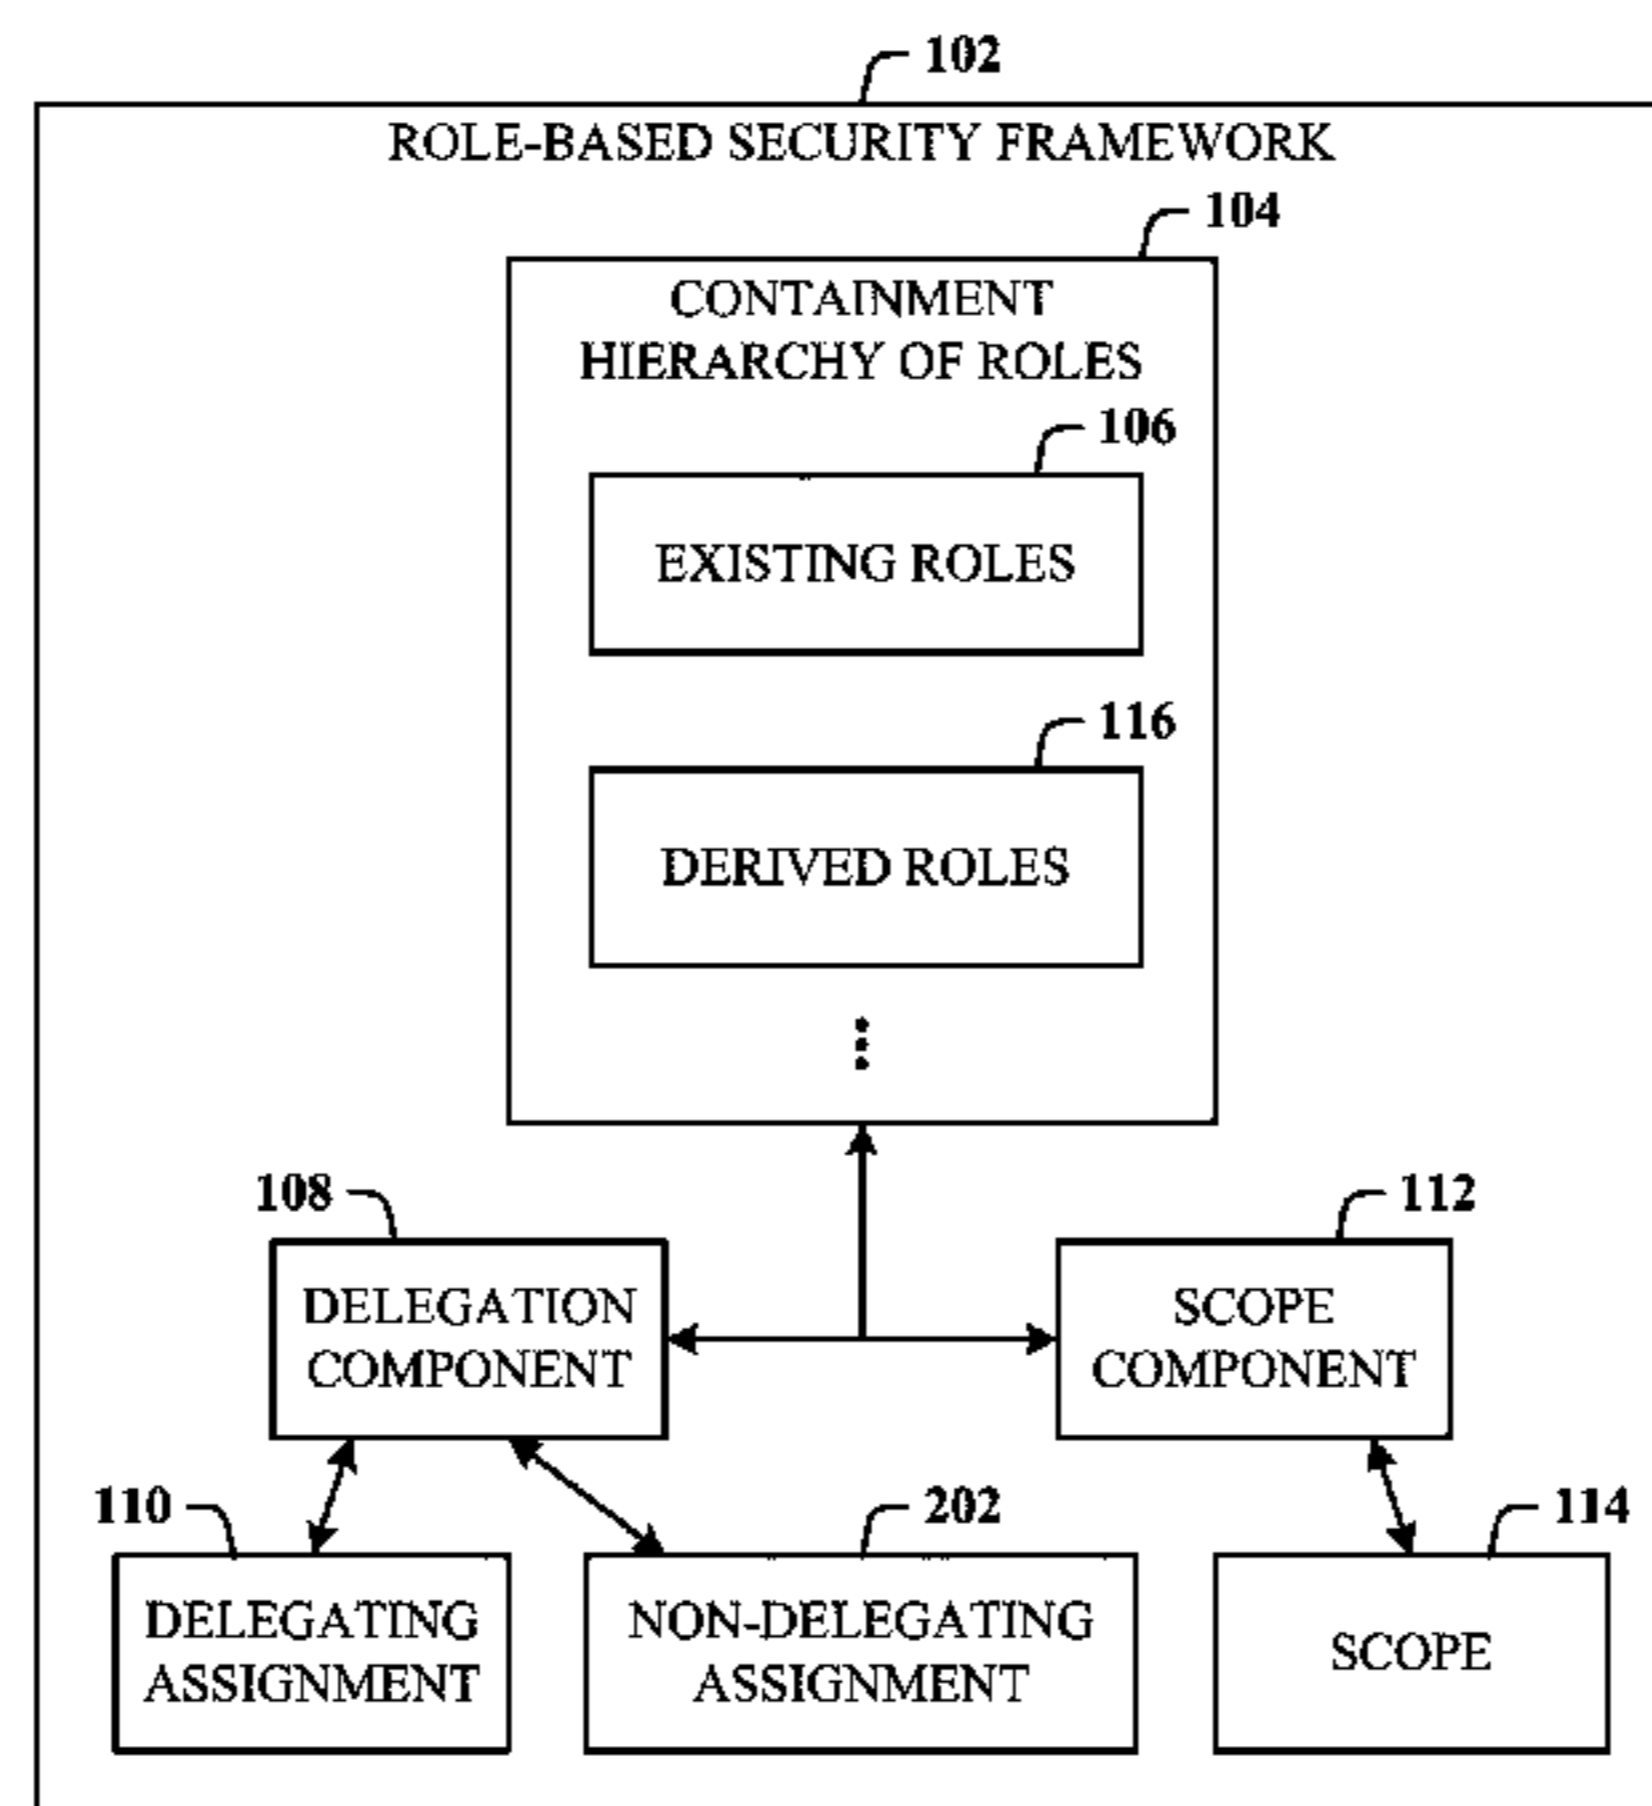 102
ROLE-BASED SECURITY FRAMEWORK
104
CONTAINMENT
HIERARCHY OF ROLES
106
EXISTING ROLES
116
DERIVED ROLES
108
112
DELEGATION
COMPONENT
SCOPE
COMPONENT
110
202
114
DELEGATING
ASSIGNMENT
NON-DELEGATING
ASSIGNMENT
SCOPE